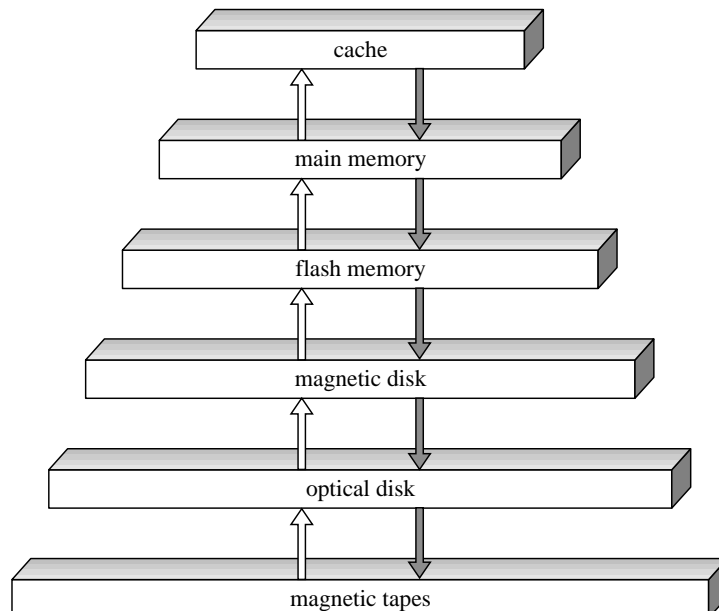 cache
main memory
flash memory
magnetic disk
optical disk
magnetic tapes